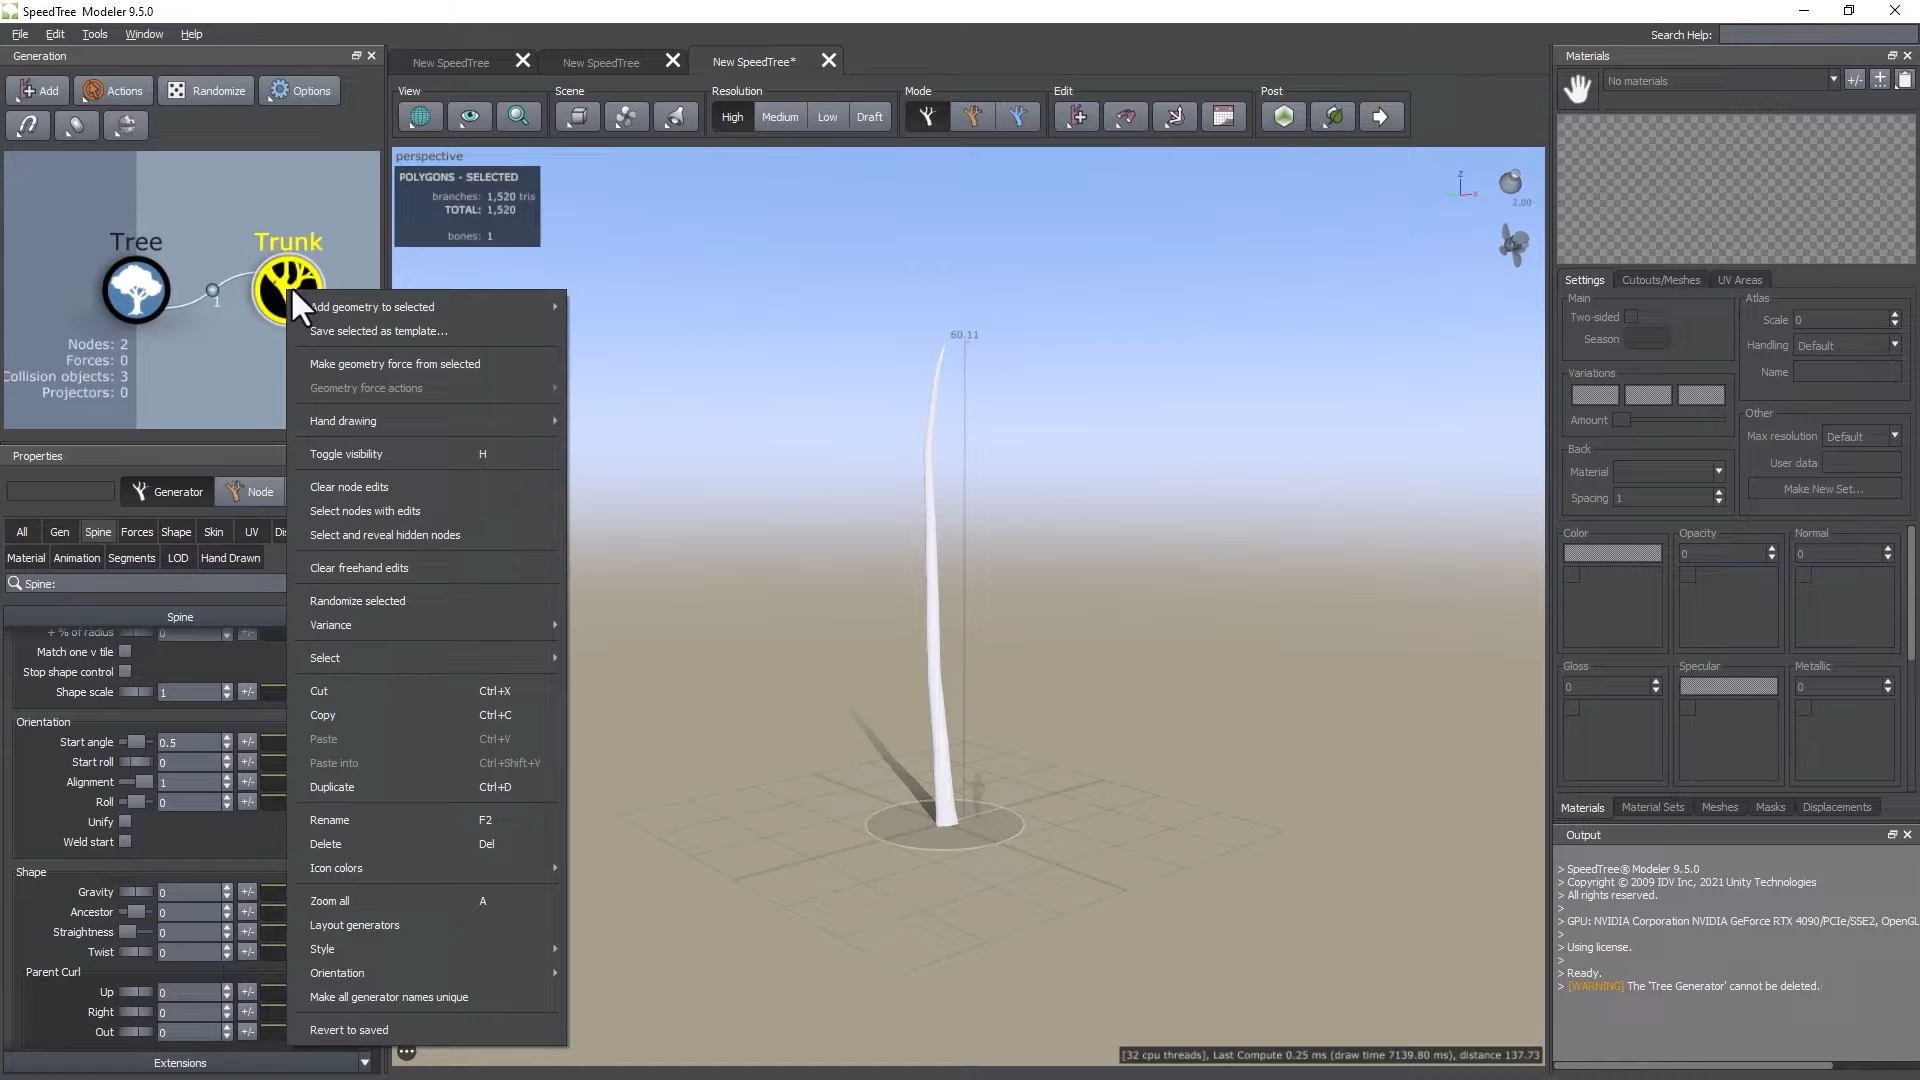 SpeedTree Modeler 9.5.0
File Edit Tools Window Help
Search Help:
Generation
Add Actions Randomize Options
Tree Trunk
1
Nodes: 2
Forces: 0
Collision objects: 3
Projectors: 0
Properties
Generator Node
All Gen Spine Forces Shape Skin UV
Material Animation Segments LOD Hand Drawn
Spine:
Spine
+ % of radius 0 +/-
Match one v tile
Stop shape control
Shape scale 1 +/-
Orientation
Start angle 0.5 +/-
Start roll 0 +/-
Alignment 1 +/-
Roll 0 +/-
Unify
Weld start
Shape
Gravity 0 +/-
Ancestor 0 +/-
Straightness 0 +/-
Twist 0 +/-
Parent Curl
Up 0 +/-
Right 0 +/-
Out 0 +/-
Extensions
Add geometry to selected
Save selected as template...
Make geometry force from selected
Geometry force actions
Hand drawing
Toggle visibility H
Clear node edits
Select nodes with edits
Select and reveal hidden nodes
Clear freehand edits
Randomize selected
Variance
Select
Cut Ctrl+X
Copy Ctrl+C
Paste Ctrl+V
Paste into Ctrl+Shift+V
Duplicate Ctrl+D
Rename F2
Delete Del
Icon colors
Zoom all A
Layout generators
Style
Orientation
Make all generator names unique
Revert to saved
New SpeedTree New SpeedTree New SpeedTree*
View Scene Resolution Mode Edit Post
High Medium Low Draft
perspective
POLYGONS - SELECTED
branches: 1,520 tris
TOTAL: 1,520
bones: 1
60.11
z
x
2.00
[32 cpu threads], Last Compute 0.25 ms (draw time 7139.80 ms), distance 137.73
Materials
No materials +/-
Settings Cutouts/Meshes UV Areas
Main Atlas
Two-sided Scale 0
Season Handling Default
Name
Variations
Amount
Other
Max resolution Default
Back User data
Material Make New Set...
Spacing 1
Color Opacity Normal
0 0
Gloss Specular Metallic
0 0
Materials Material Sets Meshes Masks Displacements
Output
> SpeedTree® Modeler 9.5.0
> Copyright © 2009 IDV Inc, 2021 Unity Technologies
> All rights reserved.
>
> GPU: NVIDIA Corporation NVIDIA GeForce RTX 4090/PCIe/SSE2, OpenGL
>
> Using license.
>
> Ready.
> [WARNING] The 'Tree Generator' cannot be deleted.